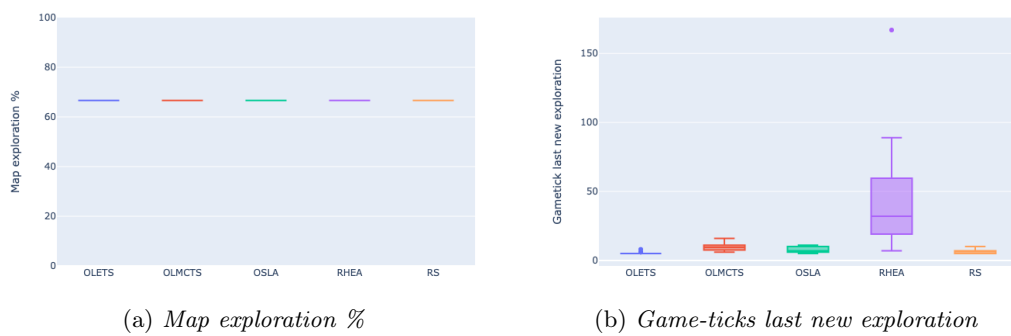 100
80
60
40
20
0
Map exploration %
OLETS
OLMCTS
OSLA
RHEA
RS
(a) Map exploration %
150
100
50
0
Gametick last new exploration
OLETS
OLMCTS
OSLA
RHEA
RS
(b) Game-ticks last new exploration